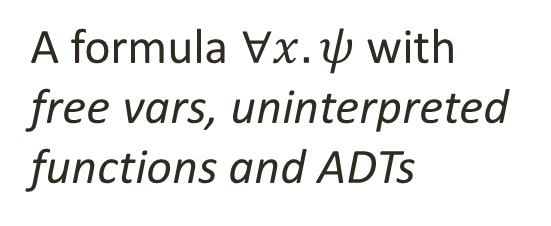 A formula ∀𝑥. 𝜓 with
free vars, uninterpreted
functions and ADTs